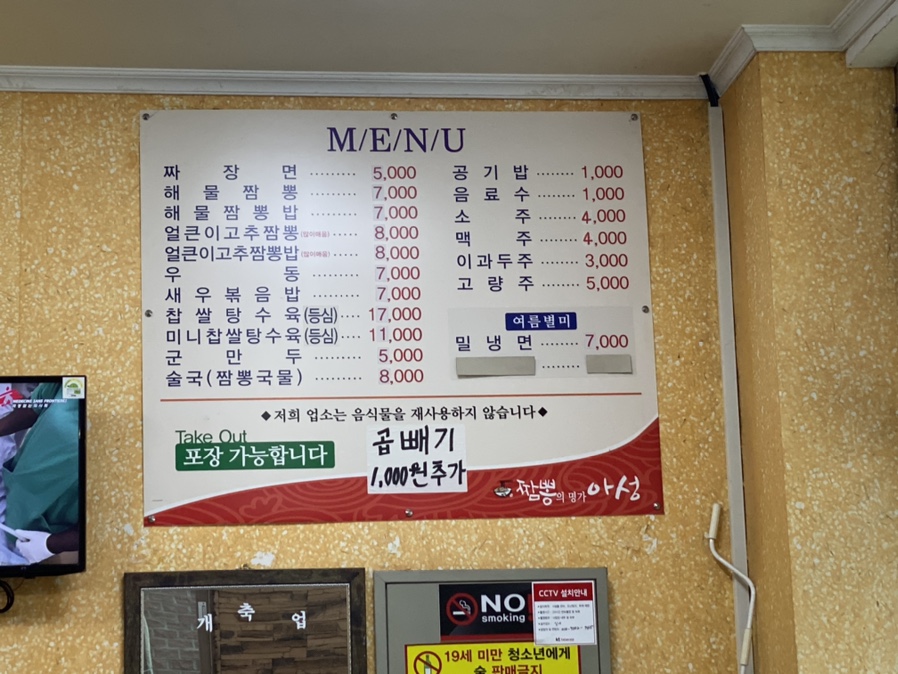 M/E/N/U
짜장면 ········· 5,000
해물짬뽕 ········· 7,000
해물짬뽕밥 ········· 7,000
얼큰이고추짬뽕 ····· 8,000
얼큰이고추짬뽕밥 ····· 8,000
우동 ········· 7,000
새우볶음밥 ········· 7,000
찹쌀탕수육(등심) ···· 17,000
미니찹쌀탕수육(등심) ···· 11,000
군만두 ········· 5,000
술국(짬뽕국물) ········· 8,000
공기밥 ········ 1,000
음료수 ········ 1,000
소주 ········ 4,000
맥주 ········ 4,000
이과두주 ········ 3,000
고량주 ········ 5,000
여름별미
밀냉면 ········ 7,000
◆저희 업소는 음식물을 재사용하지 않습니다◆
Take Out
포장 가능합니다
곱빼기
1,000원추가
짬뽕의 명가 아성
개축업
NO
smoking
CCTV 설치안내
19세 미만 청소년에게
술 판매금지